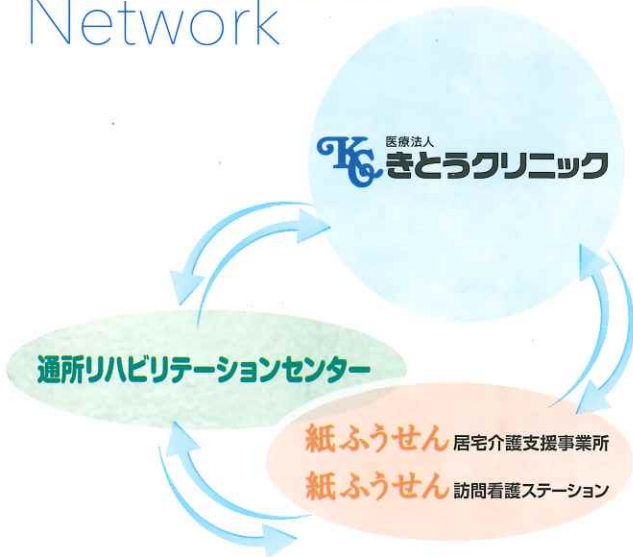 Network
医療法人
KC きとうクリニック
通所リハビリテーションセンター
紙ふうせん 居宅介護支援事業所
紙ふうせん 訪問看護ステーション